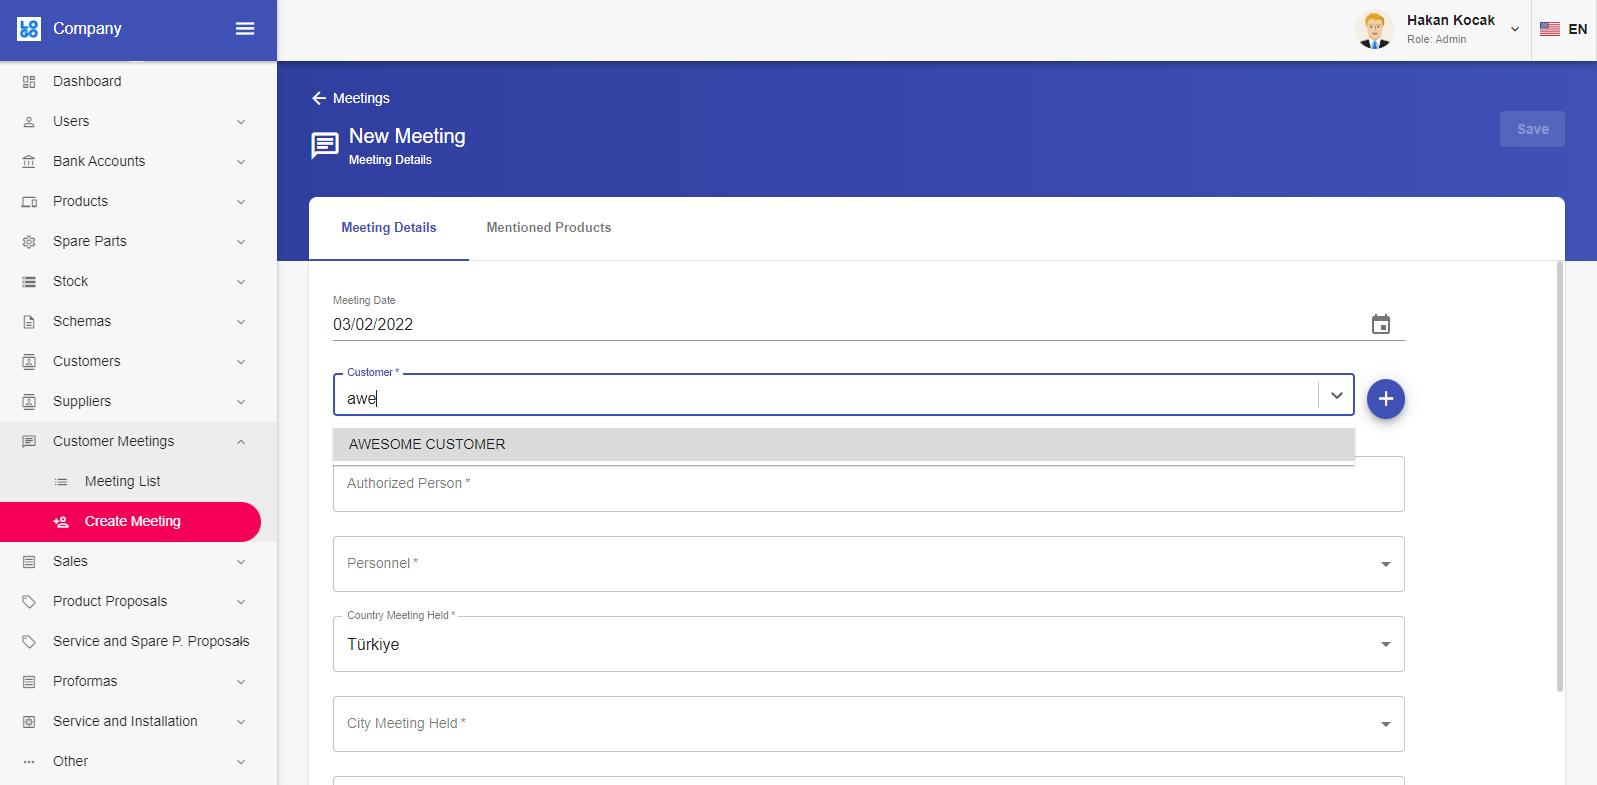 LOGO
Company
Hakan Kocak
Role: Admin
EN
Dashboard
Users
Bank Accounts
Products
Spare Parts
Stock
Schemas
Customers
Suppliers
Customer Meetings
Meeting List
Create Meeting
Sales
Product Proposals
Service and Spare P. Proposals
Proformas
Service and Installation
Other
Meetings
New Meeting
Meeting Details
Save
Meeting Details
Mentioned Products
Meeting Date
03/02/2022
Customer *
awe
AWESOME CUSTOMER
Authorized Person *
Personnel *
Country Meeting Held *
Türkiye
City Meeting Held *